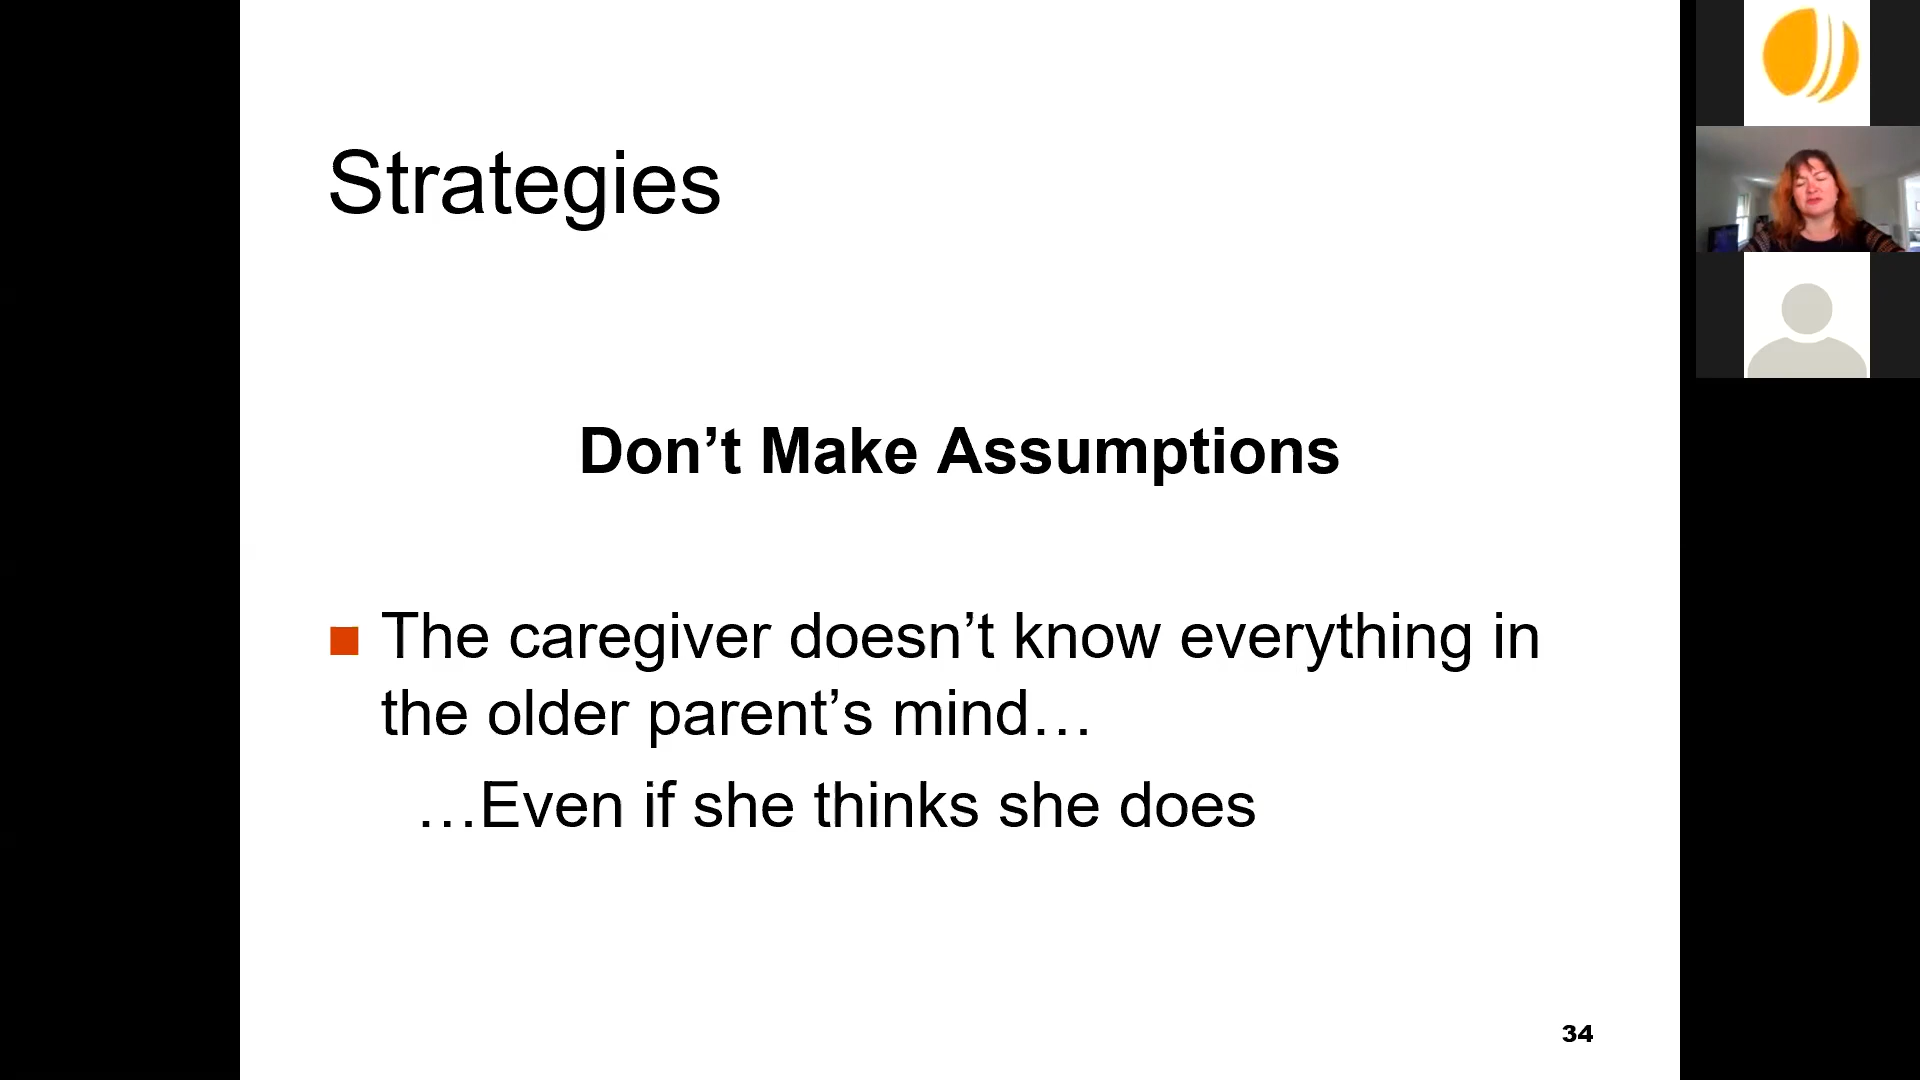 Strategies
Don’t Make Assumptions
The caregiver doesn’t know everything in
the older parent’s mind…
…Even if she thinks she does
34